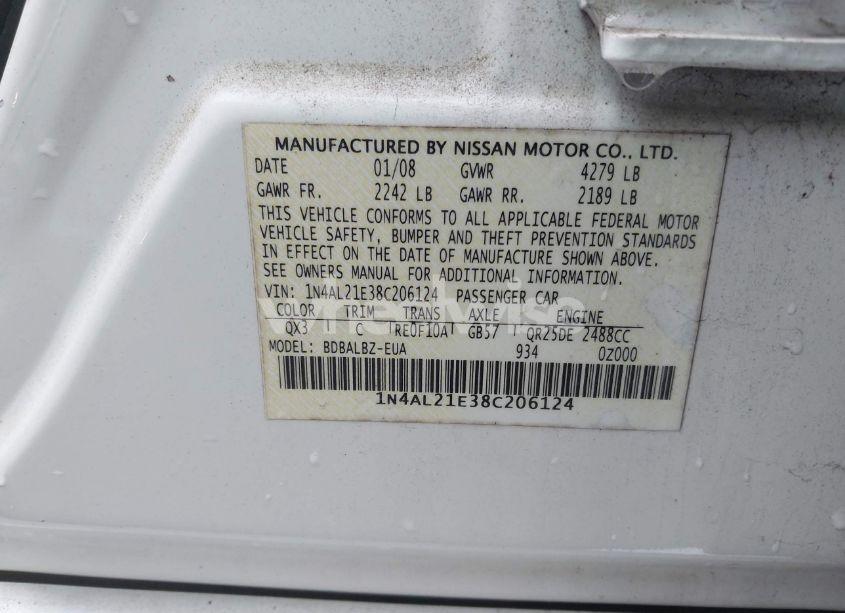 MANUFACTURED BY NISSAN MOTOR CO., LTD.
DATE 01/08 GVWR 4279 LB
GAWR FR. 2242 LB GAWR RR. 2189 LB
THIS VEHICLE CONFORMS TO ALL APPLICABLE FEDERAL MOTOR
VEHICLE SAFETY, BUMPER AND THEFT PREVENTION STANDARDS
IN EFFECT ON THE DATE OF MANUFACTURE SHOWN ABOVE.
SEE OWNERS MANUAL FOR ADDITIONAL INFORMATION.
VIN: 1N4AL21E38C206124 PASSENGER CAR
COLOR TRIM TRANS AXLE ENGINE
QX3 C RE0F10A GB57 QR25DE 2488CC
MODEL: BDBALBZ-EUA 934 0Z000
1N4AL21E38C206124